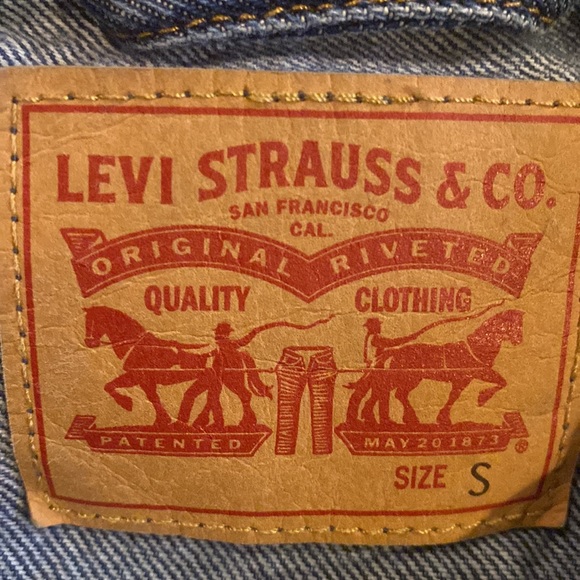 LEVI STRAUSS & CO.
SAN FRANCISCO
CAL.
ORIGINAL RIVETED
QUALITY CLOTHING
PATENTED MAY 20 1873 ®
SIZE S